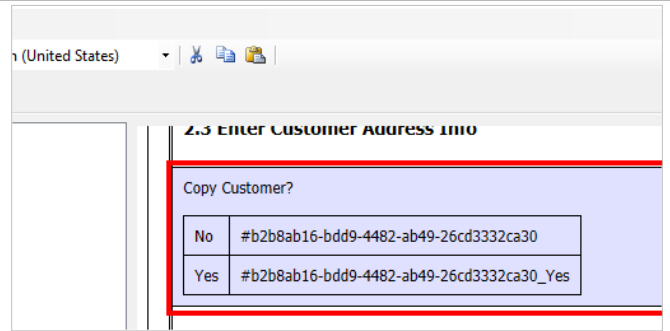 (United States)
2.3 Enter Customer Address Info
Copy Customer?
No #b2b8ab16-bdd9-4482-ab49-26cd3332ca30
Yes #b2b8ab16-bdd9-4482-ab49-26cd3332ca30_Yes